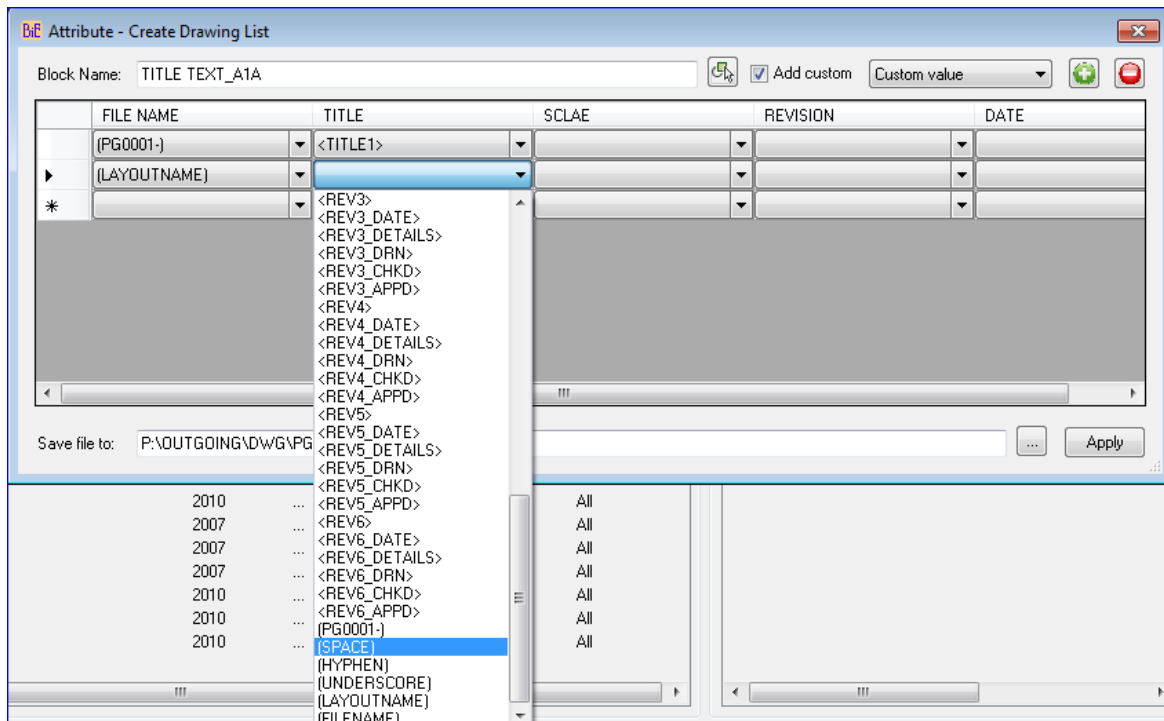 BiE Attribute - Create Drawing List
Block Name: TITLE TEXT_A1A Add custom Custom value
FILE NAME TITLE SCLAE REVISION DATE
(PG0001-) <TITLE1>
(LAYOUTNAME)
<REV3>
<REV3_DATE>
<REV3_DETAILS>
<REV3_DRN>
<REV3_CHKD>
<REV3_APPD>
<REV4>
<REV4_DATE>
<REV4_DETAILS>
<REV4_DRN>
<REV4_CHKD>
<REV4_APPD>
<REV5>
<REV5_DATE>
<REV5_DETAILS>
<REV5_DRN>
<REV5_CHKD>
<REV5_APPD>
<REV6>
<REV6_DATE>
<REV6_DETAILS>
<REV6_DRN>
<REV6_CHKD>
<REV6_APPD>
(PG0001-)
(SPACE)
(HYPHEN)
(UNDERSCORE)
(LAYOUTNAME)
(FILENAME)
Save file to: P:\OUTGOING\DWG\PG ... Apply
2010 ... All
2007 ... All
2007 ... All
2007 ... All
2010 ... All
2010 ... All
2010 ... All